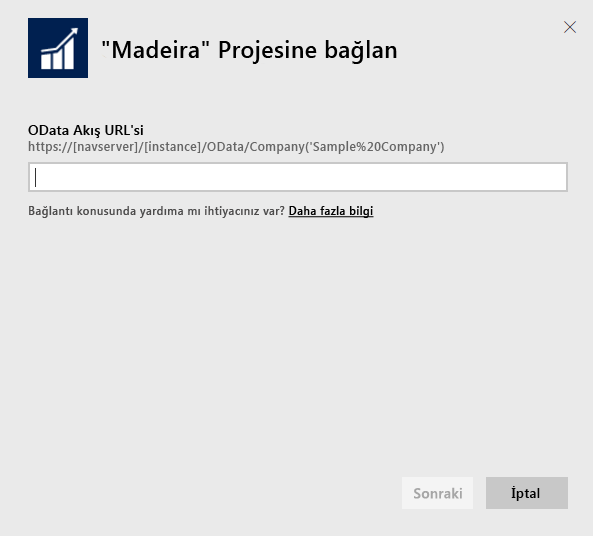 "Madeira" Projesine bağlan
OData Akış URL'si
https://[navserver]/[instance]/OData/Company('Sample%20Company')
Bağlantı konusunda yardıma mı ihtiyacınız var? Daha fazla bilgi
Sonraki
İptal